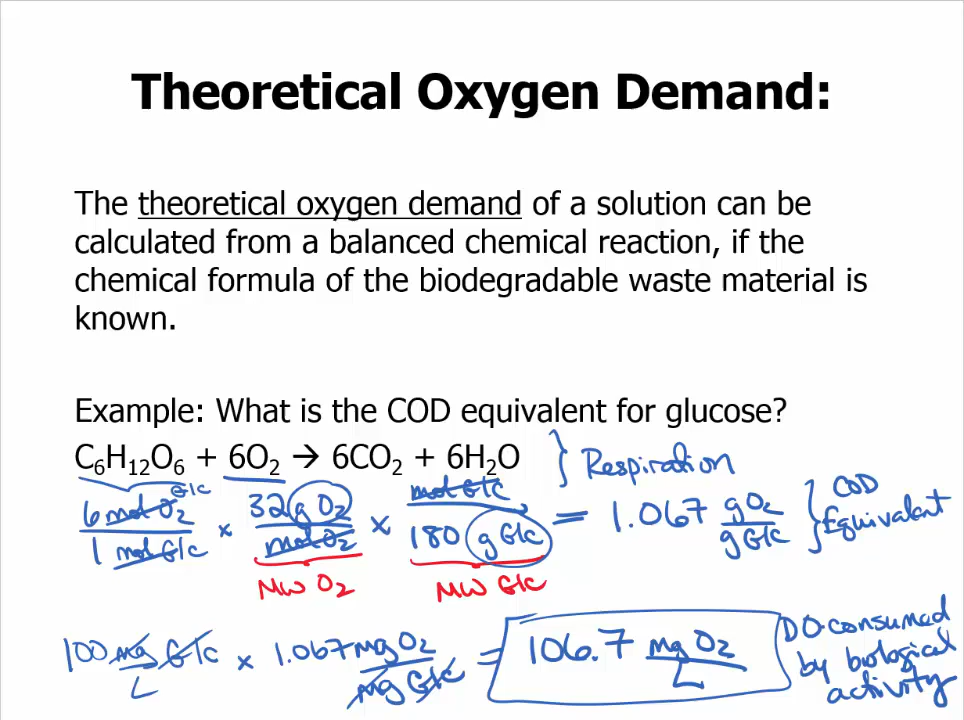 Theoretical Oxygen Demand:
The theoretical oxygen demand of a solution can be
calculated from a balanced chemical reaction, if the
chemical formula of the biodegradable waste material is
known.
Example: What is the COD equivalent for glucose?
C₆H₁₂O₆ + 6O₂ → 6CO₂ + 6H₂O } Respiration
Glc
6 mol O₂ / 1 mol Glc × 32 g O₂ / mol O₂ × mol Glc / 180 g Glc = 1.067 g O₂ / g Glc } COD Equivalent
MW O₂ MW Glc
100 mg Glc / L × 1.067 mg O₂ / mg Glc = 106.7 mg O₂ / L DO consumed
by biological
activity